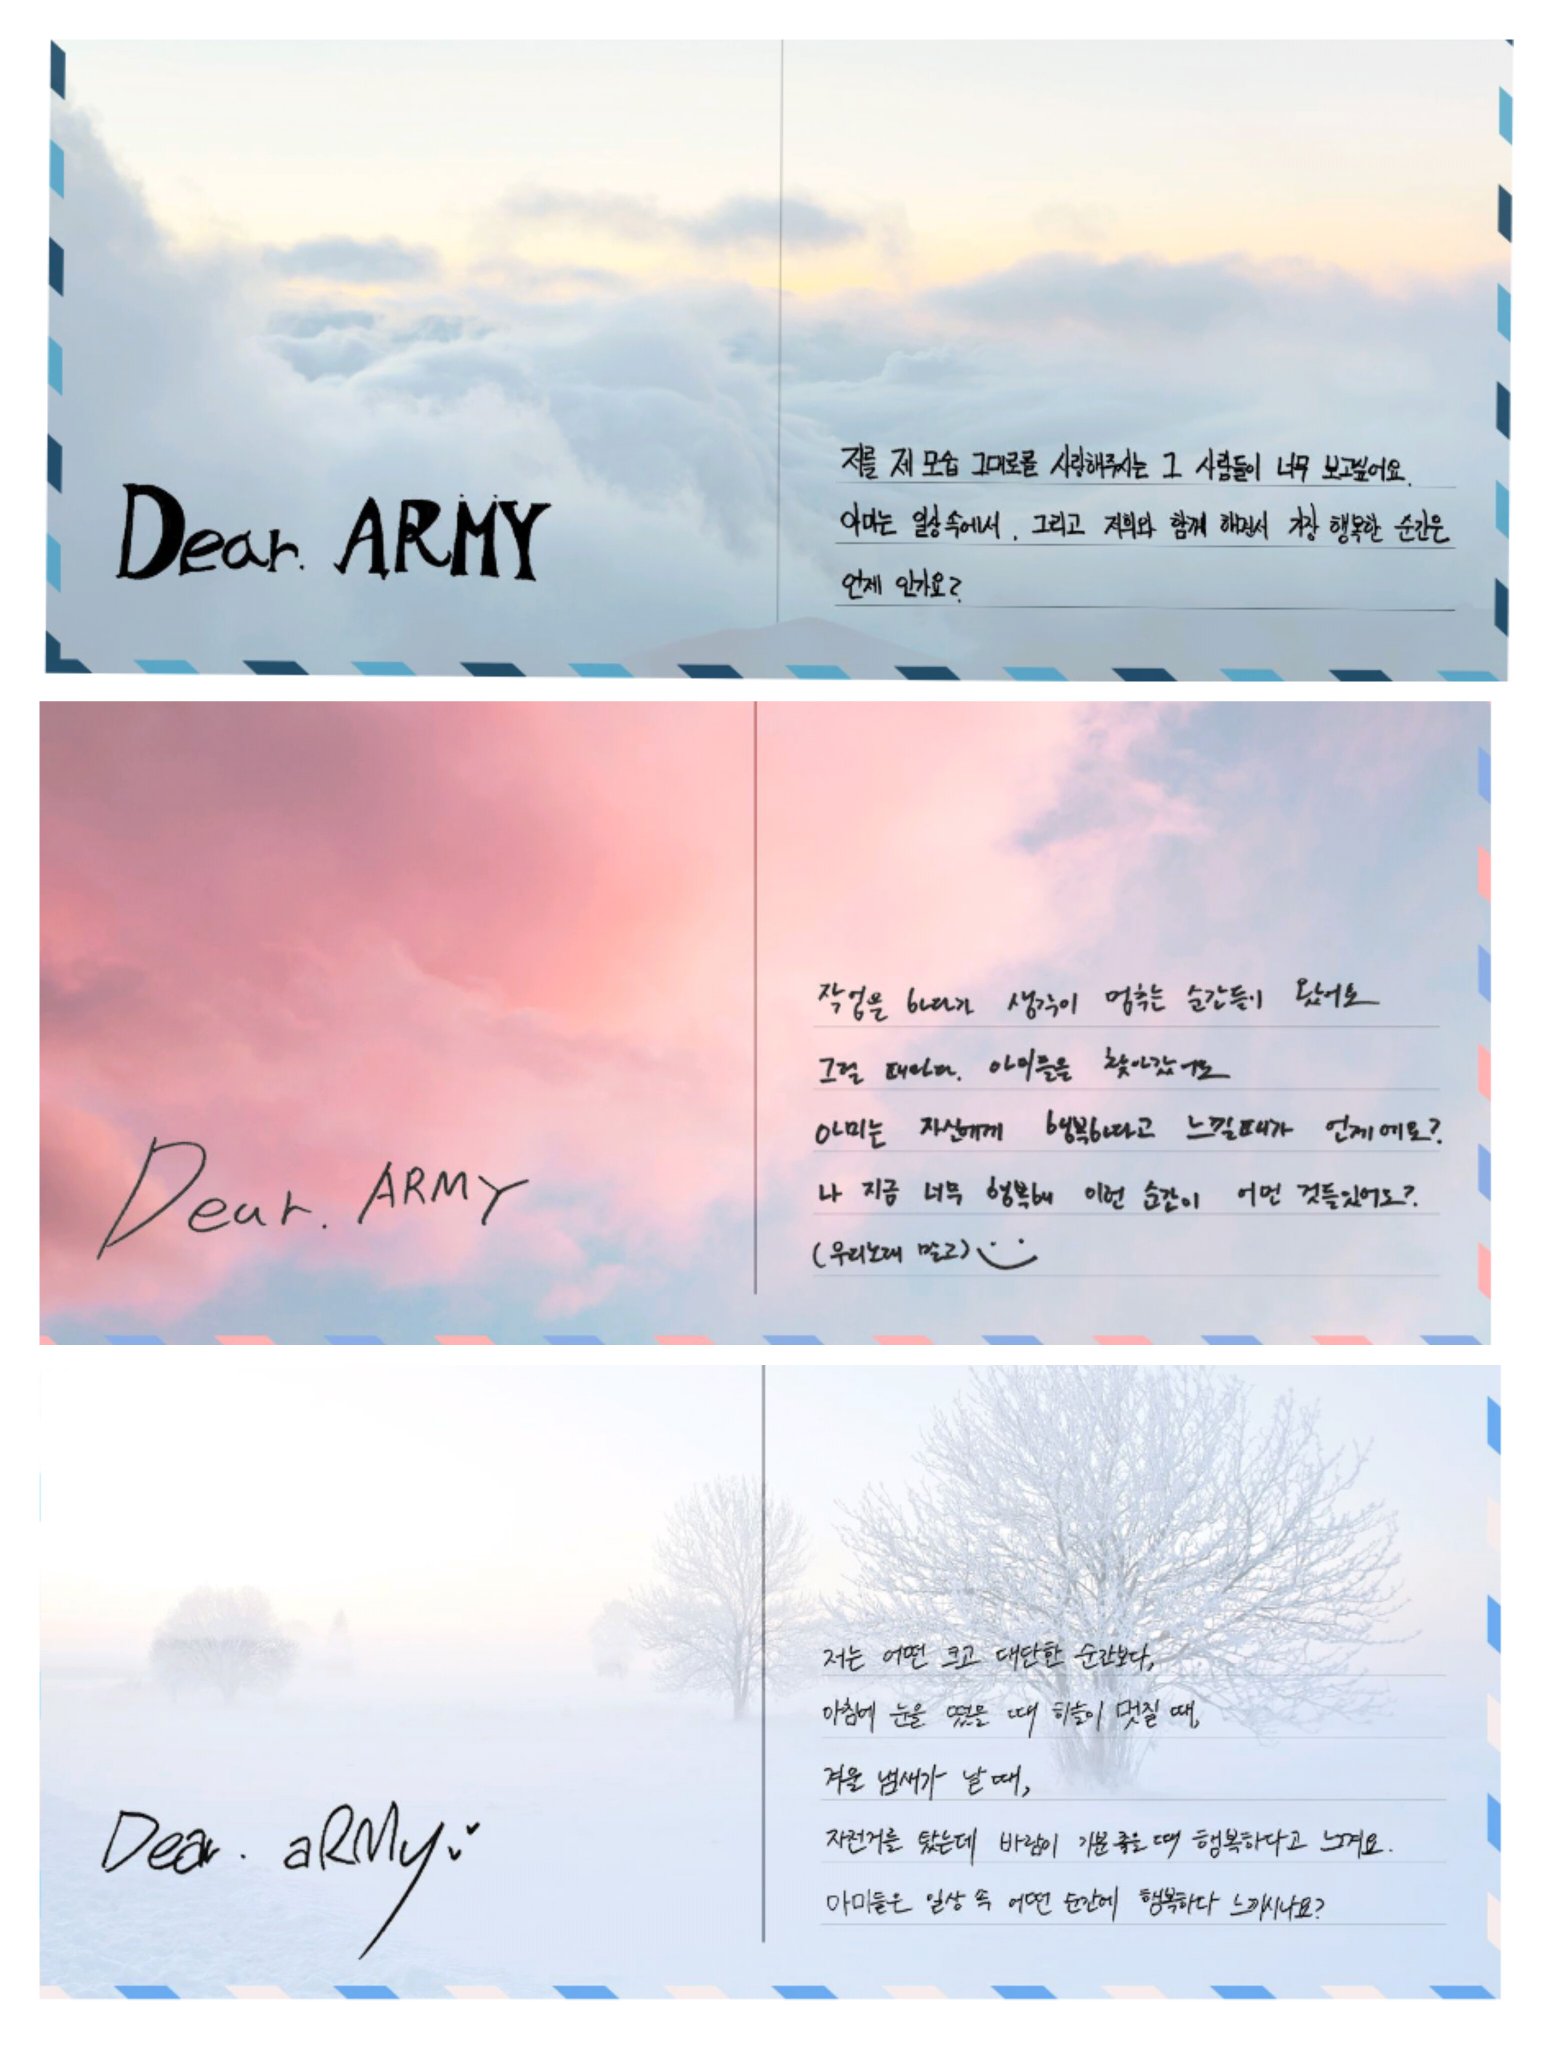 Dear. ARMY
저를 제 모습 그대로를 사랑해주시는 그 사람들이 너무 보고싶어요.
아미는 일상속에서, 그리고 저희와 함께 해면서 가장 행복한 순간은
언제 인가요?
Dear. ARMY
작업을 하다가 생각이 멈추는 순간들이 왔어요
그럴 때마다. 아미들을 찾아갔어요
아미는 자신에게 행복하다고 느낄때가 언제에요?
나 지금 너무 행복해 이런 순간이 어떤 것들있어요?
(우리노래 말고)
Dear. aRMy
저는 어떤 크고 대단한 순간보다,
아침에 눈을 떴을 때 하늘이 멋질 때,
겨울 냄새가 날 때,
자전거를 탔는데 바람이 기분 좋을 때 행복하다고 느껴요.
아미들은 일상 속 어떤 순간에 행복하다 느끼시나요?